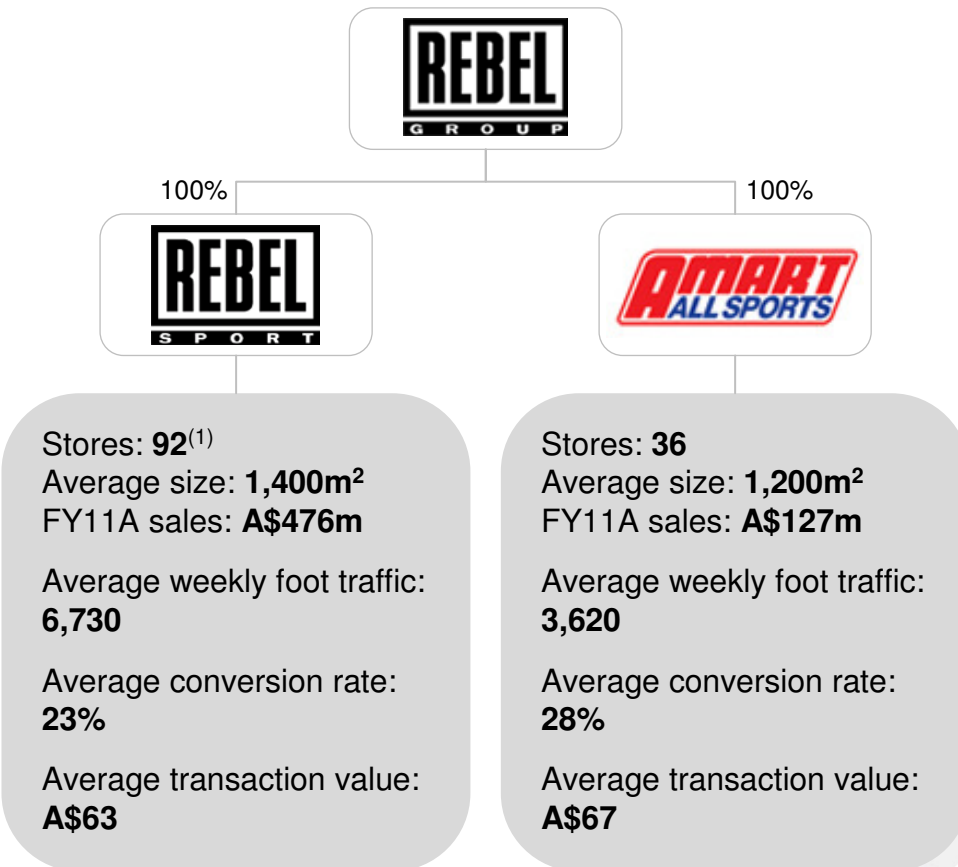 REBEL
GROUP
100%
100%
REBEL
SPORT
AMART
ALL SPORTS
Stores: 92(1)
Average size: 1,400m2
FY11A sales: A$476m
Average weekly foot traffic:
6,730
Average conversion rate:
23%
Average transaction value:
A$63
Stores: 36
Average size: 1,200m2
FY11A sales: A$127m
Average weekly foot traffic:
3,620
Average conversion rate:
28%
Average transaction value:
A$67